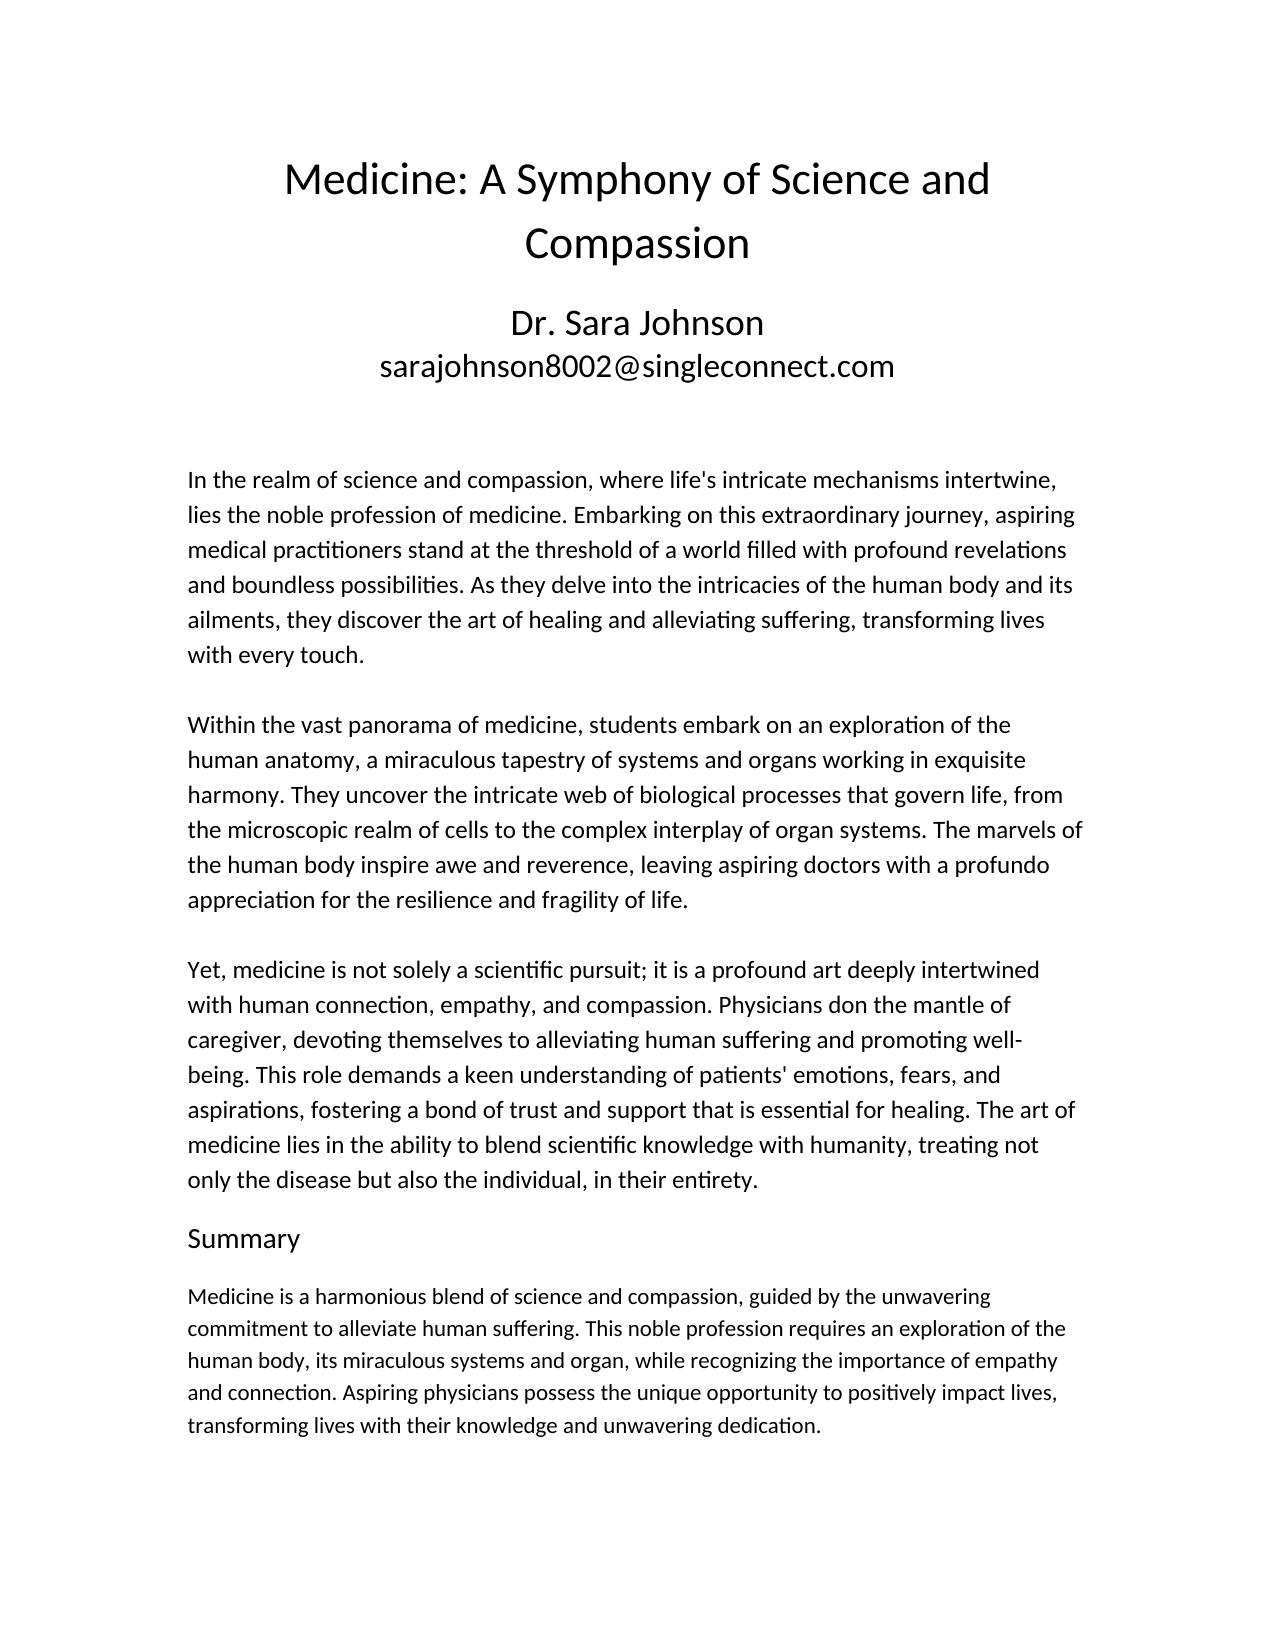 Medicine: A Symphony of Science and
Compassion
Dr. Sara Johnson
sarajohnson8002@singleconnect.com
In the realm of science and compassion, where life's intricate mechanisms intertwine,
lies the noble profession of medicine. Embarking on this extraordinary journey, aspiring
medical practitioners stand at the threshold of a world filled with profound revelations
and boundless possibilities. As they delve into the intricacies of the human body and its
ailments, they discover the art of healing and alleviating suffering, transforming lives
with every touch.
Within the vast panorama of medicine, students embark on an exploration of the
human anatomy, a miraculous tapestry of systems and organs working in exquisite
harmony. They uncover the intricate web of biological processes that govern life, from
the microscopic realm of cells to the complex interplay of organ systems. The marvels of
the human body inspire awe and reverence, leaving aspiring doctors with a profundo
appreciation for the resilience and fragility of life.
Yet, medicine is not solely a scientific pursuit; it is a profound art deeply intertwined
with human connection, empathy, and compassion. Physicians don the mantle of
caregiver, devoting themselves to alleviating human suffering and promoting well-
being. This role demands a keen understanding of patients' emotions, fears, and
aspirations, fostering a bond of trust and support that is essential for healing. The art of
medicine lies in the ability to blend scientific knowledge with humanity, treating not
only the disease but also the individual, in their entirety.
Summary
Medicine is a harmonious blend of science and compassion, guided by the unwavering
commitment to alleviate human suffering. This noble profession requires an exploration of the
human body, its miraculous systems and organ, while recognizing the importance of empathy
and connection. Aspiring physicians possess the unique opportunity to positively impact lives,
transforming lives with their knowledge and unwavering dedication.